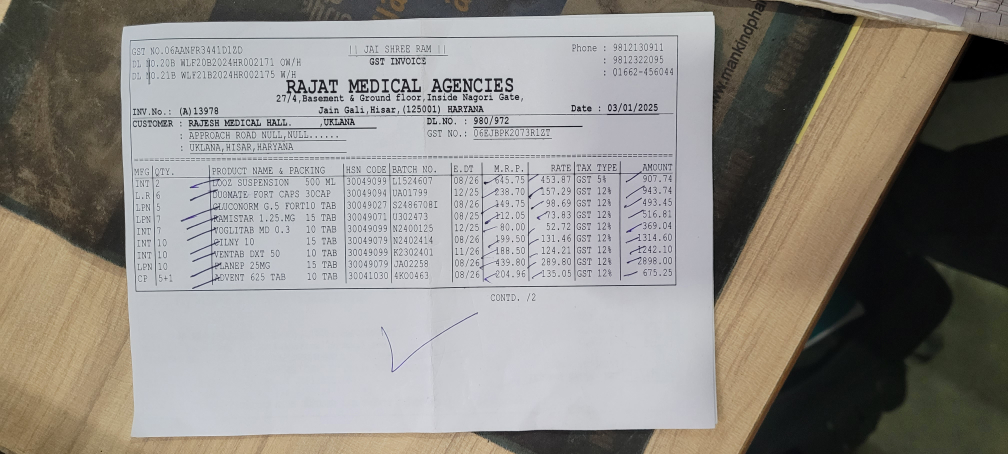 GST NO.06AANFR3441D1ZD
|| JAI SHREE RAM ||
Phone : 9812130911
DL NO.20B WLF20B2024HR002171 OW/H
GST INVOICE
: 9812322095
DL NO.21B WLF21B2024HR002175 W/H
: 01662-456044
RAJAT MEDICAL AGENCIES
27/4,Basement & Ground floor,Inside Nagori Gate,
INV.No.: (A)13978
Jain Gali,Hisar,(125001) HARYANA
Date : 03/01/2025
CUSTOMER : RAJESH MEDICAL HALL. ,UKLANA
DL.NO. : 980/972
: APPROACH ROAD NULL,NULL......
GST NO.: 06EJBPK2073R1ZT
: UKLANA,HISAR,HARYANA
MFG QTY. PRODUCT NAME & PACKING HSN CODE BATCH NO. E.DT M.R.P. RATE TAX TYPE AMOUNT
INT 2 LOOZ SUSPENSION 500 ML 30049099 L1524607 08/26 645.75 453.87 GST 5% 907.74
L.R 6 DUOMATE FORT CAPS 30CAP 30049094 UA01799 12/25 238.70 157.29 GST 12% 943.74
LPN 5 GLUCONORM G.5 FORT10 TAB 30049027 S2486708I 08/26 149.75 98.69 GST 12% 493.45
LPN 7 RAMISTAR 1.25.MG 15 TAB 30049071 U302473 08/25 112.05 73.83 GST 12% 516.81
INT 7 VOGLITAB MD 0.3 10 TAB 30049099 N2400125 12/25 80.00 52.72 GST 12% 369.04
INT 10 CILNY 10 15 TAB 30049079 N2402414 08/26 199.50 131.46 GST 12% 1314.60
INT 10 VENTAB DXT 50 10 TAB 30049099 K2302401 11/26 188.50 124.21 GST 12% 1242.10
LPN 10 PLANEP 25MG 15 TAB 30049079 JA02258 08/26 439.80 289.80 GST 12% 2898.00
CP 5+1 ADVENT 625 TAB 10 TAB 30041030 4K00463 08/26 204.96 135.05 GST 12% 675.25
CONTD. /2